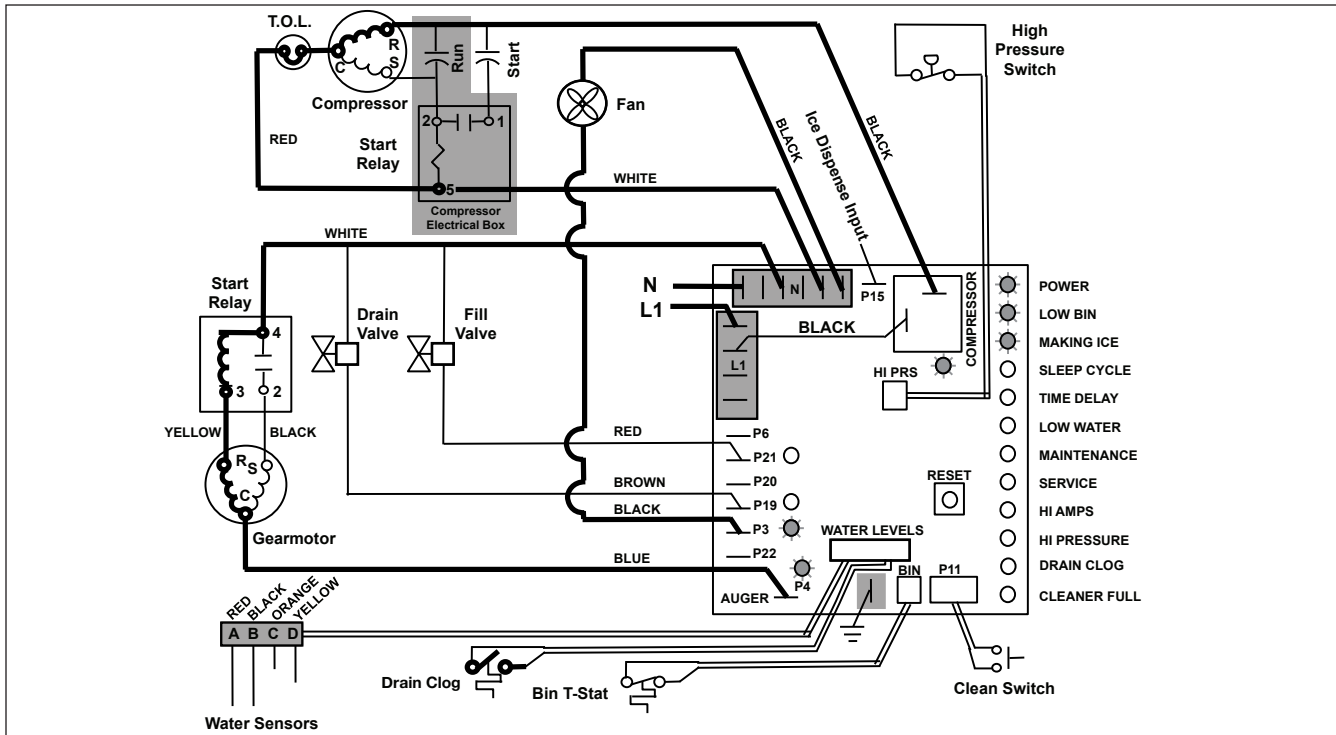 T.O.L.
R
S
C
Compressor
Run
Start
2
1
Start
Relay
5
Compressor
Electrical Box
RED
Fan
BLACK
Ice Dispense Input
BLACK
High
Pressure
Switch
WHITE
WHITE
Start
Relay
4
3
2
YELLOW
BLACK
R
S
C
Gearmotor
Drain
Valve
Fill
Valve
N
L1
N
P15
BLACK
L1
COMPRESSOR
HI PRS
RED
BROWN
BLACK
BLUE
P6
P21
P20
P19
P3
P22
P4
AUGER
WATER LEVELS
BIN
P11
RESET
POWER
LOW BIN
MAKING ICE
SLEEP CYCLE
TIME DELAY
LOW WATER
MAINTENANCE
SERVICE
HI AMPS
HI PRESSURE
DRAIN CLOG
CLEANER FULL
RED
BLACK
ORANGE
YELLOW
A B C D
Water Sensors
Drain Clog
Bin T-Stat
Clean Switch